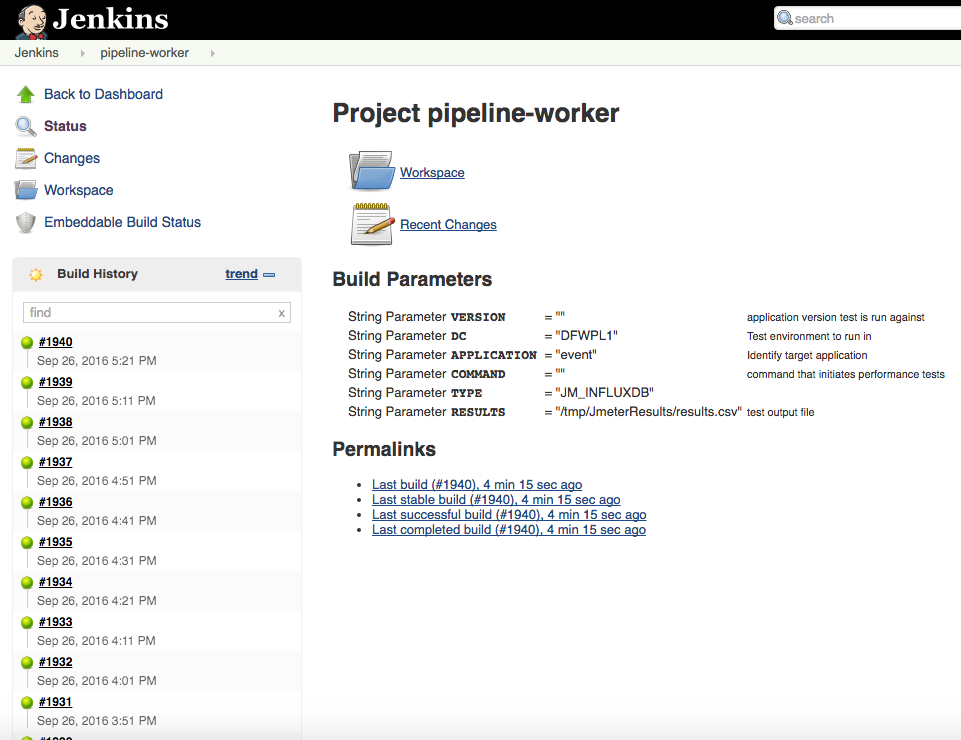 Jenkins
search
Jenkins
pipeline-worker
Back to Dashboard
Status
Changes
Workspace
Embeddable Build Status
Build History
trend
find
x
#1940
Sep 26, 2016 5:21 PM
#1939
Sep 26, 2016 5:11 PM
#1938
Sep 26, 2016 5:01 PM
#1937
Sep 26, 2016 4:51 PM
#1936
Sep 26, 2016 4:41 PM
#1935
Sep 26, 2016 4:31 PM
#1934
Sep 26, 2016 4:21 PM
#1933
Sep 26, 2016 4:11 PM
#1932
Sep 26, 2016 4:01 PM
#1931
Sep 26, 2016 3:51 PM
Project pipeline-worker
Workspace
Recent Changes
Build Parameters
String Parameter VERSION = "" application version test is run against
String Parameter DC = "DFWPL1" Test environment to run in
String Parameter APPLICATION = "event" Identify target application
String Parameter COMMAND = "" command that initiates performance tests
String Parameter TYPE = "JM_INFLUXDB"
String Parameter RESULTS = "/tmp/JmeterResults/results.csv" test output file
Permalinks
Last build (#1940), 4 min 15 sec ago
Last stable build (#1940), 4 min 15 sec ago
Last successful build (#1940), 4 min 15 sec ago
Last completed build (#1940), 4 min 15 sec ago